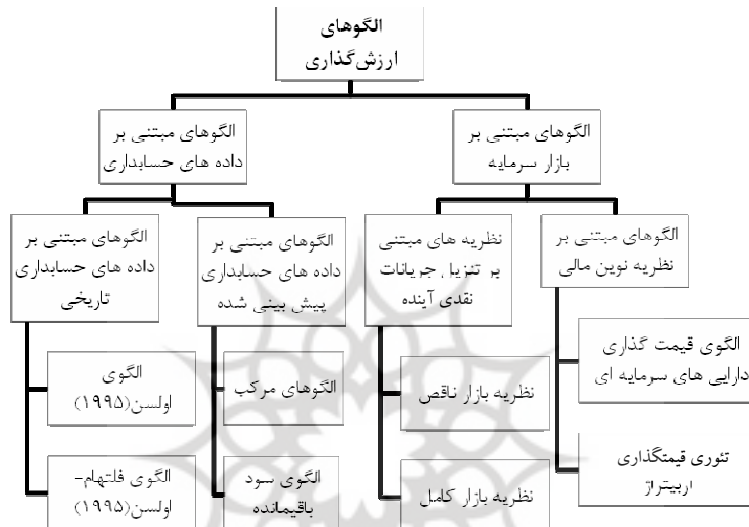 الگوهای
ارزش‌گذاری
الگوهای مبتنی بر
بازار سرمایه
الگوهای مبتنی بر
داده های حسابداری
الگوهای مبتنی بر
نظریه نوین مالی
نظریه های مبتنی
بر تنزیل جریانات
نقدی آینده
الگوهای مبتنی بر
داده های حسابداری
پیش بینی شده
الگوهای مبتنی بر
داده های حسابداری
تاریخی
الگوی قیمت گذاری
دارایی های سرمایه ای
نظریه بازار ناقص
الگوهای مرکب
الگوی
اولسن(۱۹۹۵)
تئوری قیمتگذاری
اربیتراژ
نظریه بازار کامل
الگوی سود
باقیمانده
الگوی فلتهام-
اولسن(۱۹۹۵)